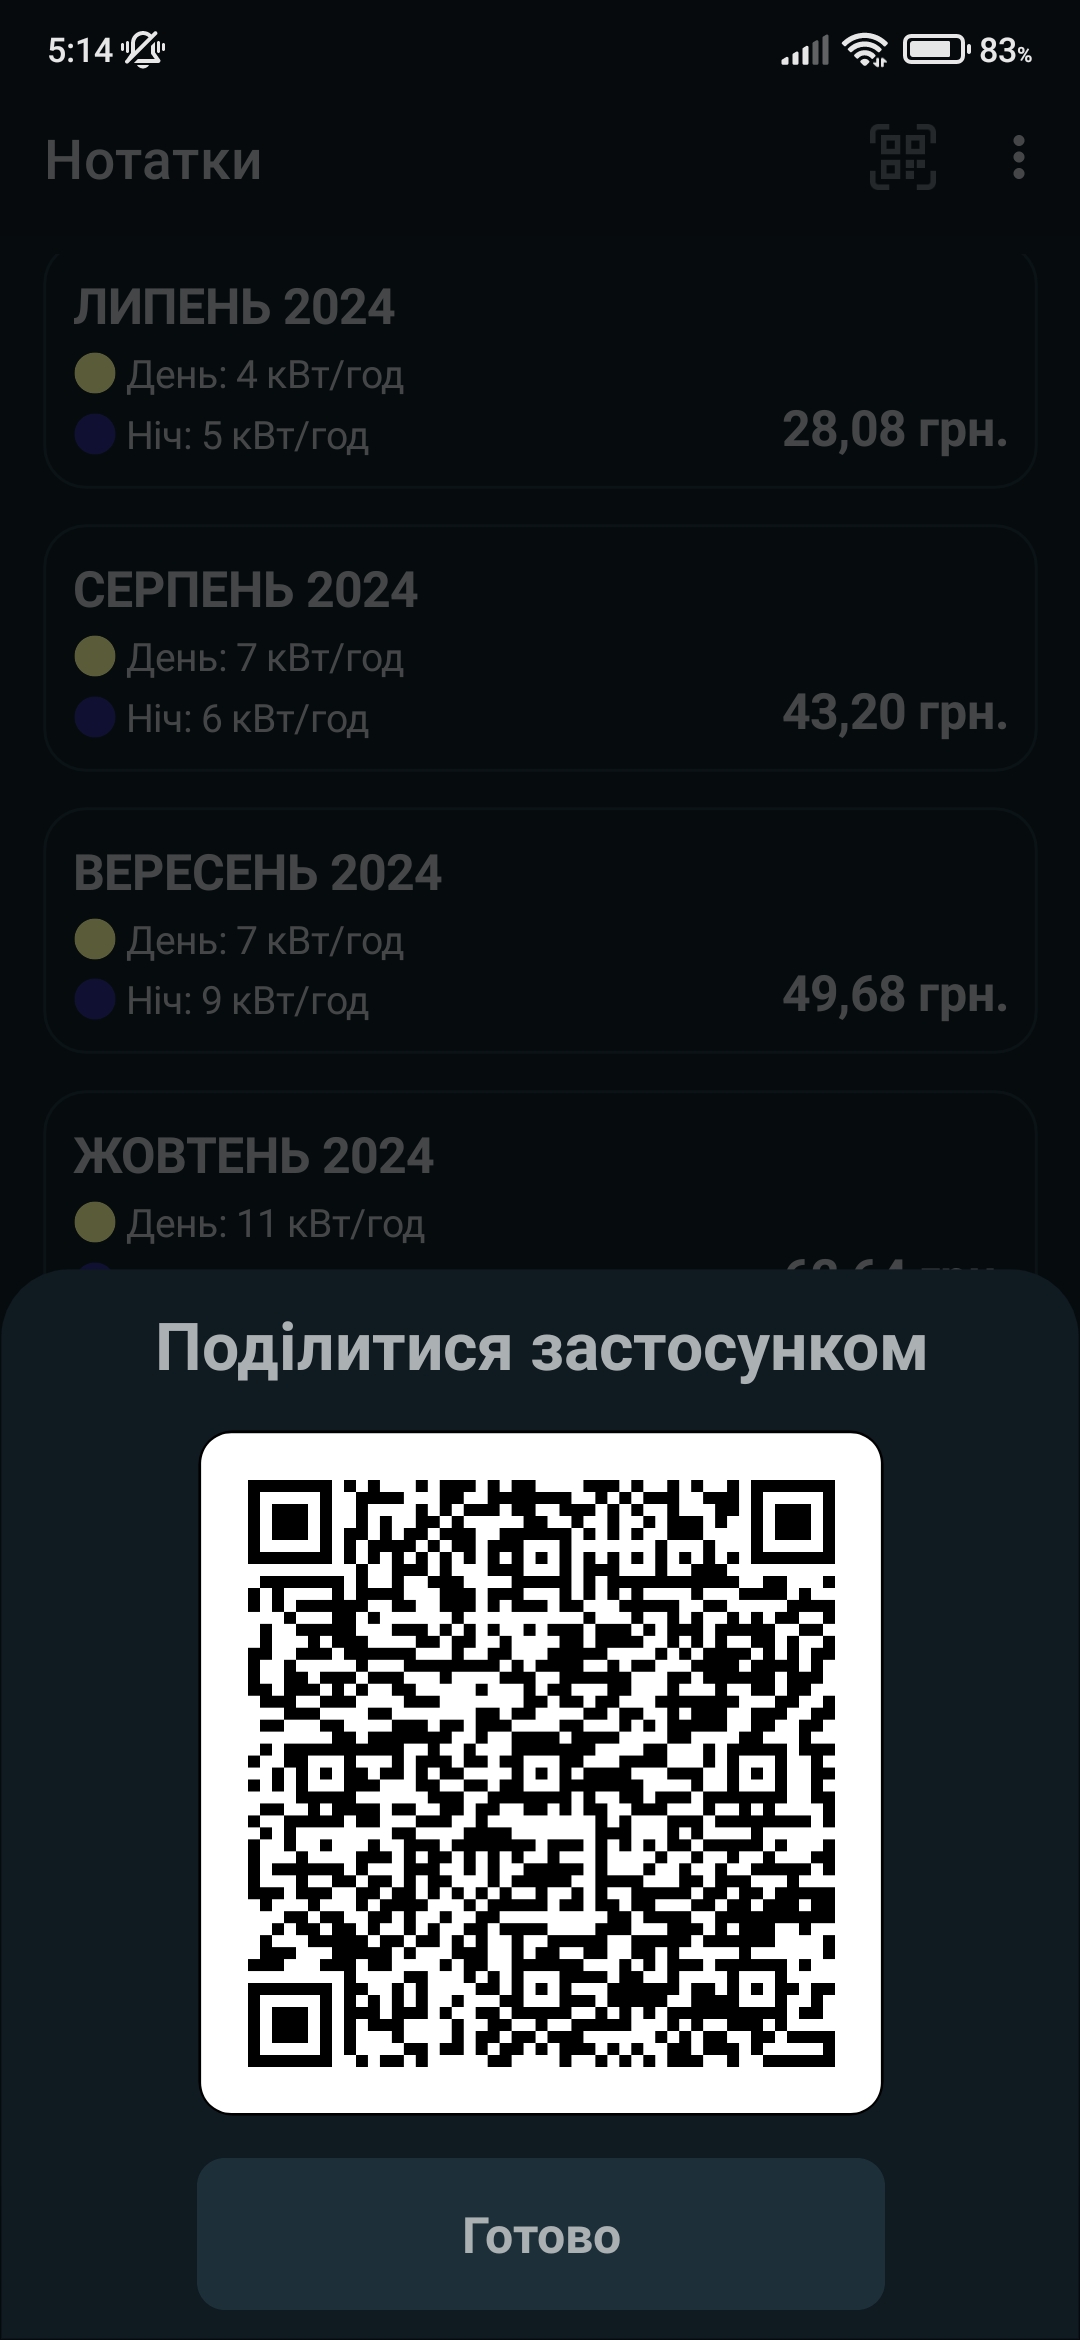 5:14
83%
Нотатки
ЛИПЕНЬ 2024
День: 4 кВт/год
Ніч: 5 кВт/год
28,08 грн.
СЕРПЕНЬ 2024
День: 7 кВт/год
Ніч: 6 кВт/год
43,20 грн.
ВЕРЕСЕНЬ 2024
День: 7 кВт/год
Ніч: 9 кВт/год
49,68 грн.
ЖОВТЕНЬ 2024
День: 11 кВт/год
Поділитися застосунком
Готово